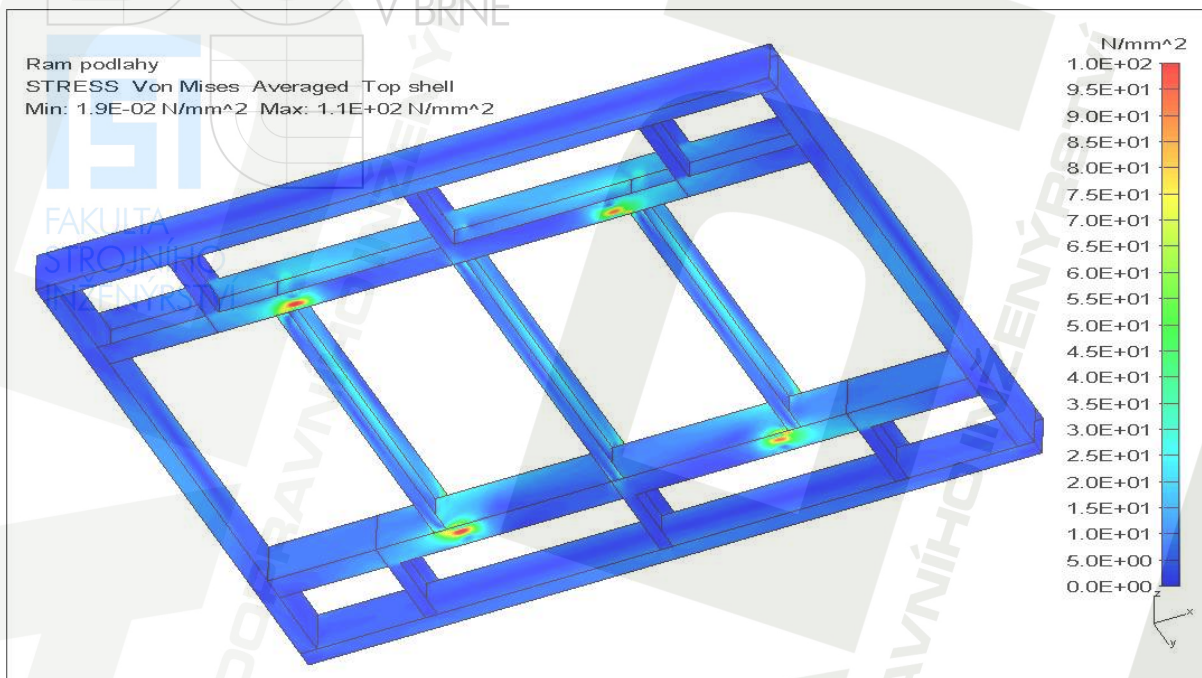 V BRNĚ
Ram podlahy
STRESS Von Mises Averaged Top shell
Min: 1.9E-02 N/mm^2 Max: 1.1E+02 N/mm^2
FAKULTA
STROJNÍHO
INŽENÝRSTVÍ
N/mm^2
1.0E+02
9.5E+01
9.0E+01
8.5E+01
8.0E+01
7.5E+01
7.0E+01
6.5E+01
6.0E+01
5.5E+01
5.0E+01
4.5E+01
4.0E+01
3.5E+01
3.0E+01
2.5E+01
2.0E+01
1.5E+01
1.0E+01
5.0E+00
0.0E+00
z
x
y